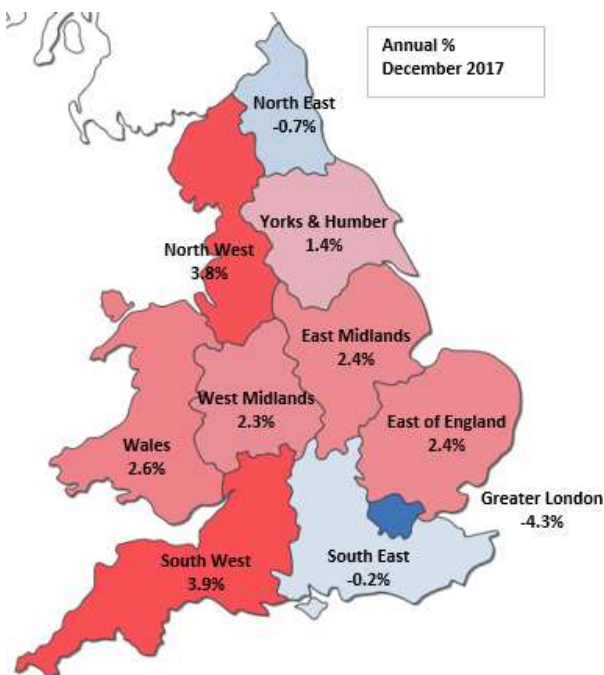 Annual %
December 2017
North East
-0.7%
Yorks & Humber
1.4%
North West
3.8%
East Midlands
2.4%
West Midlands
2.3%
East of England
2.4%
Wales
2.6%
Greater London
-4.3%
South East
-0.2%
South West
3.9%